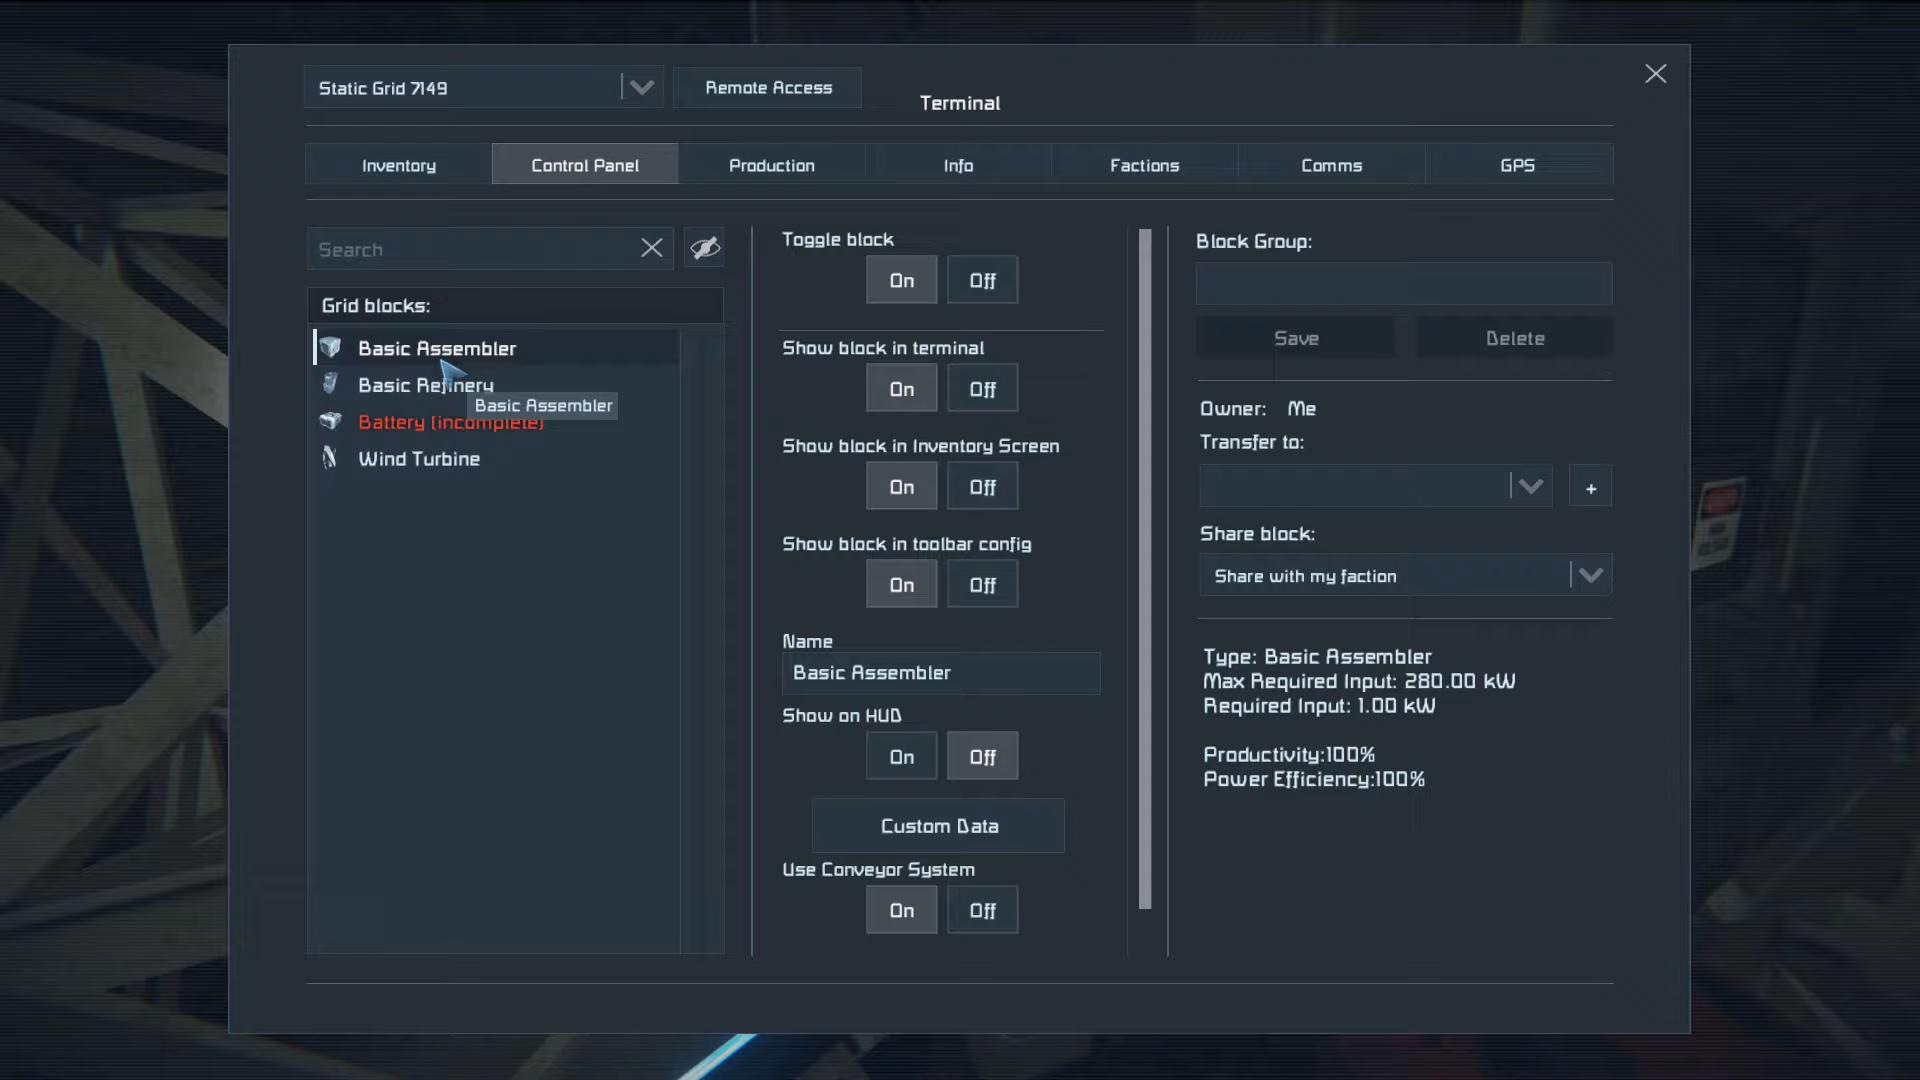 Static Grid 7149
Remote Access
Terminal
Inventory
Control Panel
Production
Info
Factions
Comms
GPS
Search
Grid blocks:
Basic Assembler
Basic Refinery
Basic Assembler
Battery (incomplete)
Wind Turbine
Toggle block
On Off
Show block in terminal
On Off
Show block in Inventory Screen
On Off
Show block in toolbar config
On Off
Name
Basic Assembler
Show on HUD
On Off
Custom Data
Use Conveyor System
On Off
Block Group:
Save Delete
Owner: Me
Transfer to:
+
Share block:
Share with my faction
Type: Basic Assembler
Max Required Input: 280.00 kW
Required Input: 1.00 kW
Productivity:100%
Power Efficiency:100%